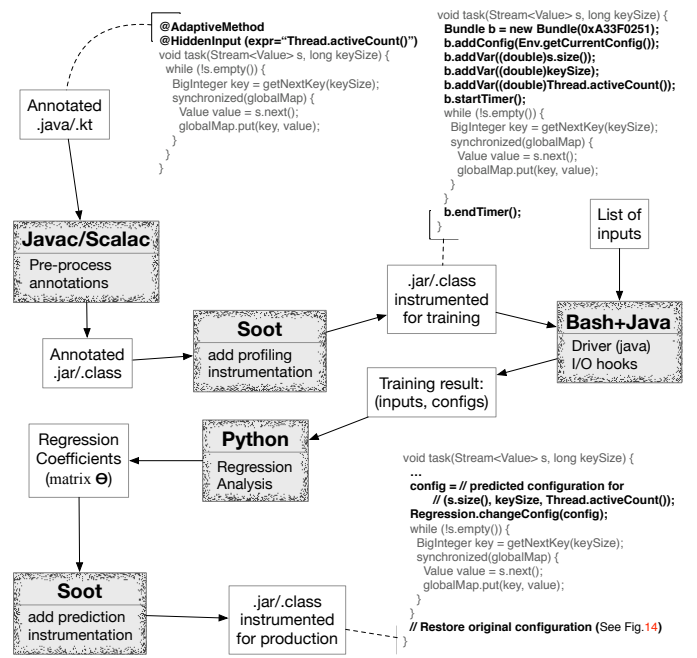 @AdaptiveMethod
@HiddenInput (expr=“Thread.activeCount()”)
void task(Stream<Value> s, long keySize) {
while (!s.empty()) {
BigInteger key = getNextKey(keySize);
synchronized(globalMap) {
Value value = s.next();
globalMap.put(key, value);
}
}
}
void task(Stream<Value> s, long keySize) {
Bundle b = new Bundle(0xA33F0251);
b.addConfig(Env.getCurrentConfig());
b.addVar((double)s.size());
b.addVar((double)keySize);
b.addVar((double)Thread.activeCount());
b.startTimer();
while (!s.empty()) {
BigInteger key = getNextKey(keySize);
synchronized(globalMap) {
Value value = s.next();
globalMap.put(key, value);
}
}
b.endTimer();
}
Annotated
.java/.kt
Javac/Scalac
Pre-process
annotations
Annotated
.jar/.class
Soot
add profiling
instrumentation
.jar/.class
instrumented
for training
List of
inputs
Bash+Java
Driver (java)
I/O hooks
Training result:
(inputs, configs)
Python
Regression
Analysis
Regression
Coefficients
(matrix Θ)
Soot
add prediction
instrumentation
.jar/.class
instrumented
for production
void task(Stream<Value> s, long keySize) {
...
config = // predicted configuration for
// (s.size(), keySize, Thread.activeCount());
Regression.changeConfig(config);
while (!s.empty()) {
BigInteger key = getNextKey(keySize);
synchronized(globalMap) {
Value value = s.next();
globalMap.put(key, value);
}
}
// Restore original configuration (See Fig.14)
}